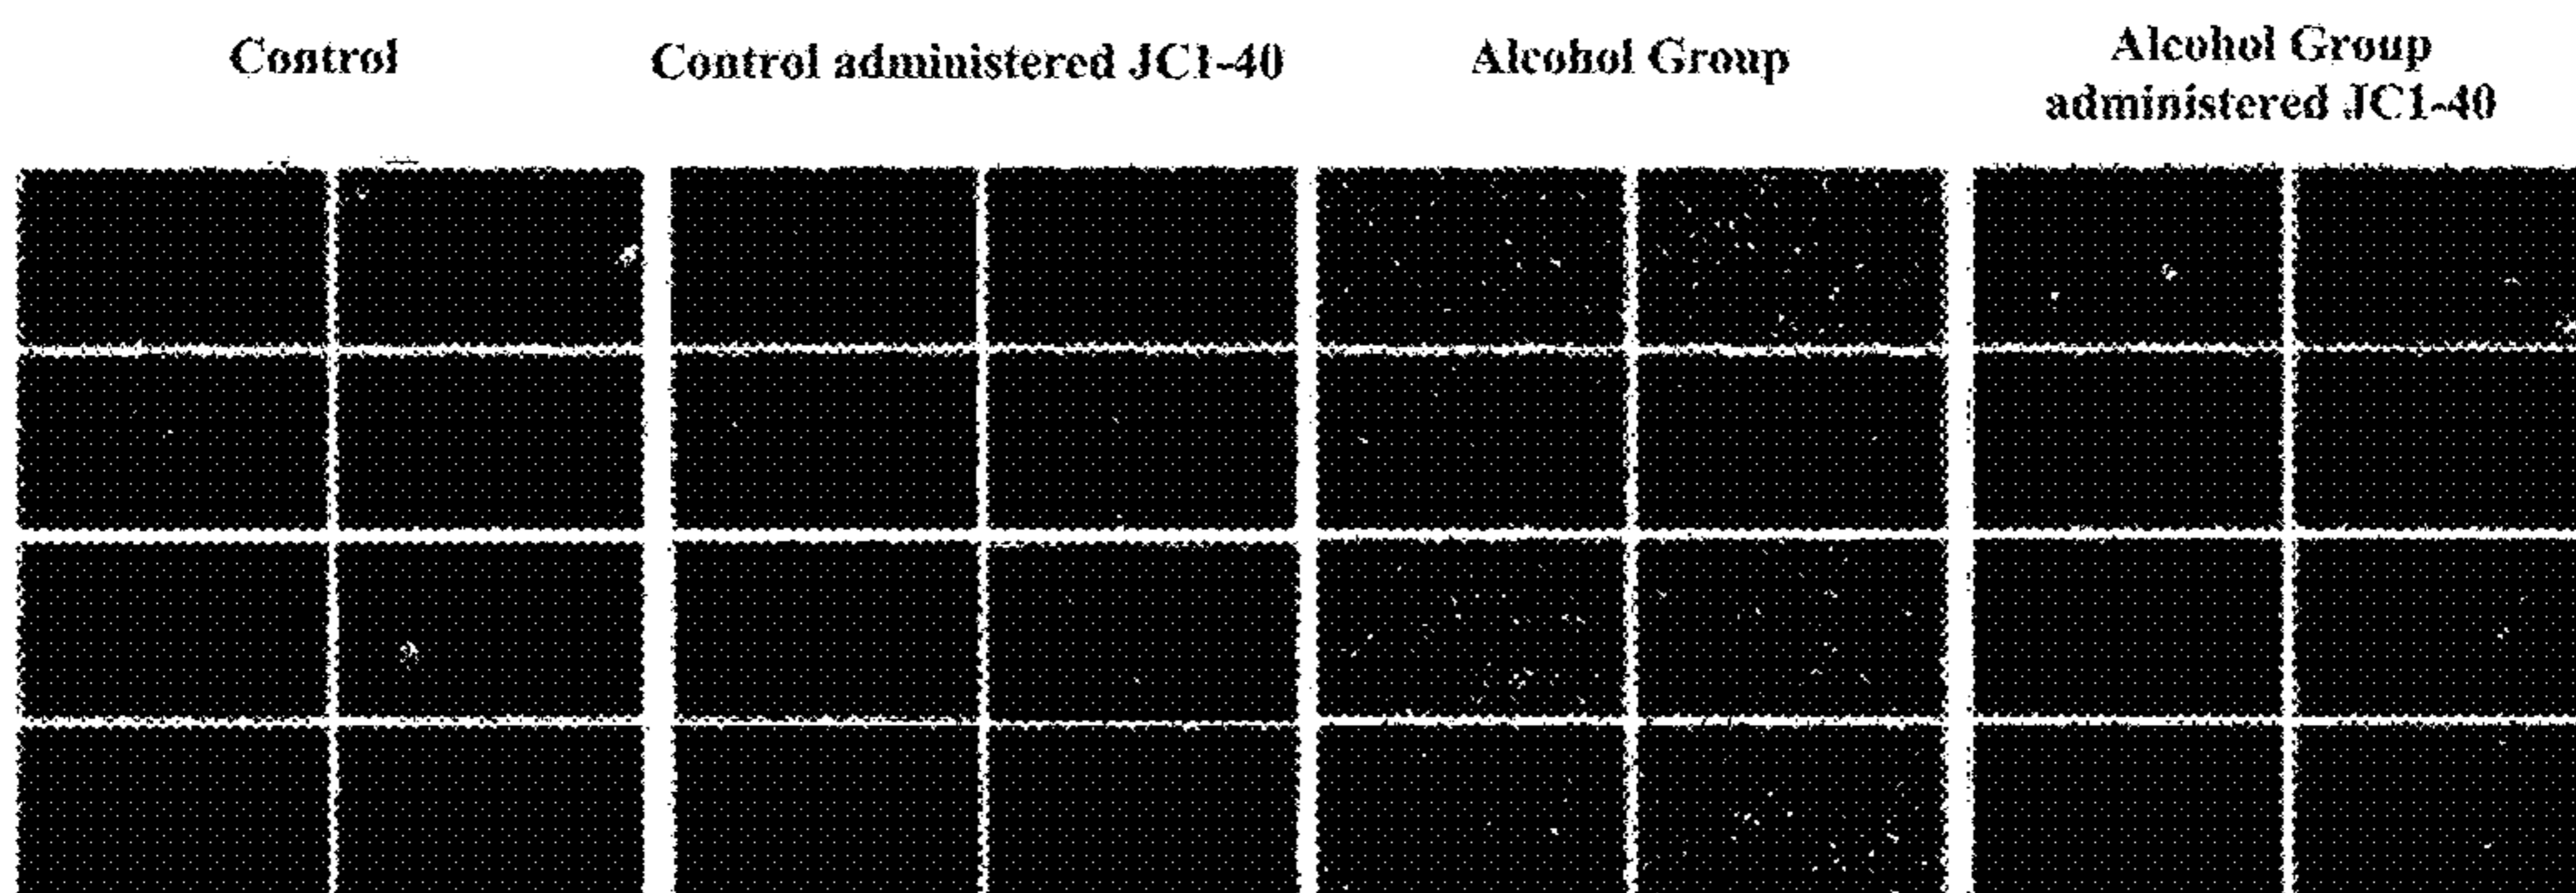 Control
Control administered JC1-40
Alcohol Group
Alcohol Group
administered JC1-40